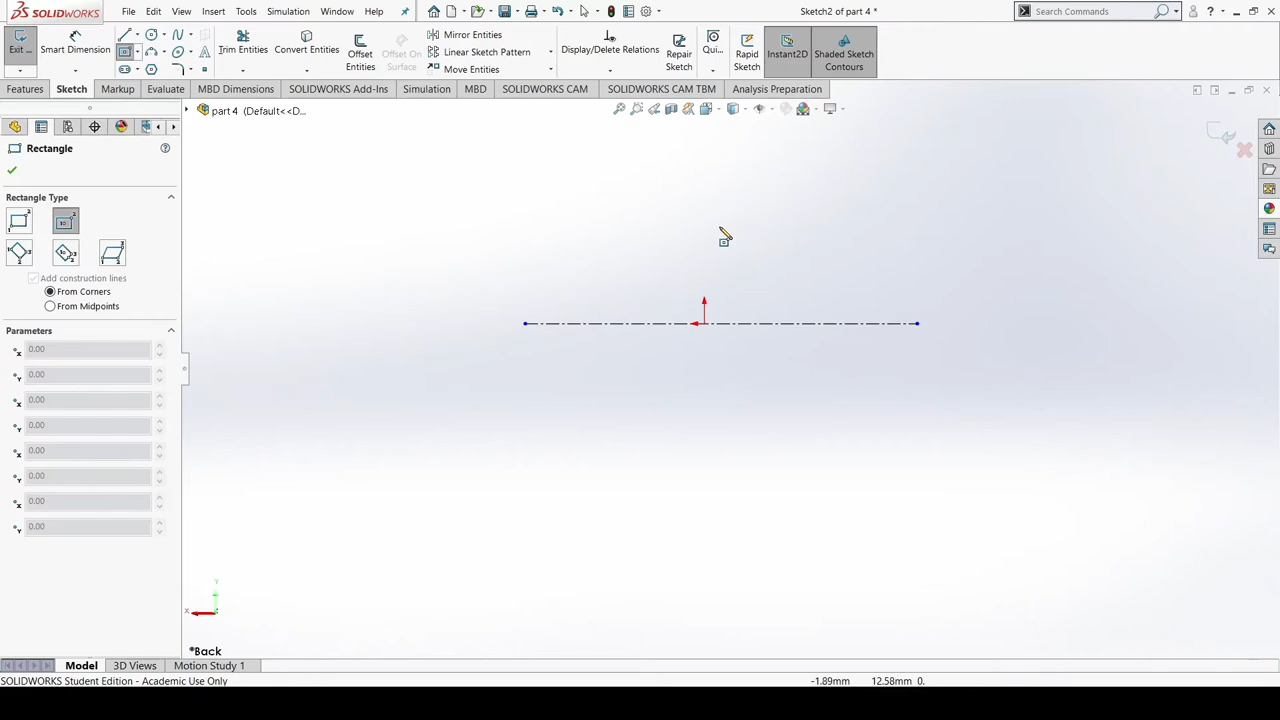 SOLIDWORKS
File Edit View Insert Tools Simulation Window Help
Sketch2 of part 4 *
Search Commands
Exit ...
Smart Dimension
Trim Entities
Convert Entities
Offset Entities
Offset On Surface
Mirror Entities
Linear Sketch Pattern
Move Entities
Display/Delete Relations
Repair Sketch
Qui...
Rapid Sketch
Instant2D
Shaded Sketch Contours
Features Sketch Markup Evaluate MBD Dimensions SOLIDWORKS Add-Ins Simulation MBD SOLIDWORKS CAM SOLIDWORKS CAM TBM Analysis Preparation
part 4 (Default<<D...
Rectangle
Rectangle Type
Add construction lines
From Corners
From Midpoints
Parameters
0.00
0.00
0.00
0.00
0.00
0.00
0.00
0.00
Y
X
*Back
Model 3D Views Motion Study 1
SOLIDWORKS Student Edition - Academic Use Only
-1.89mm 12.58mm 0.